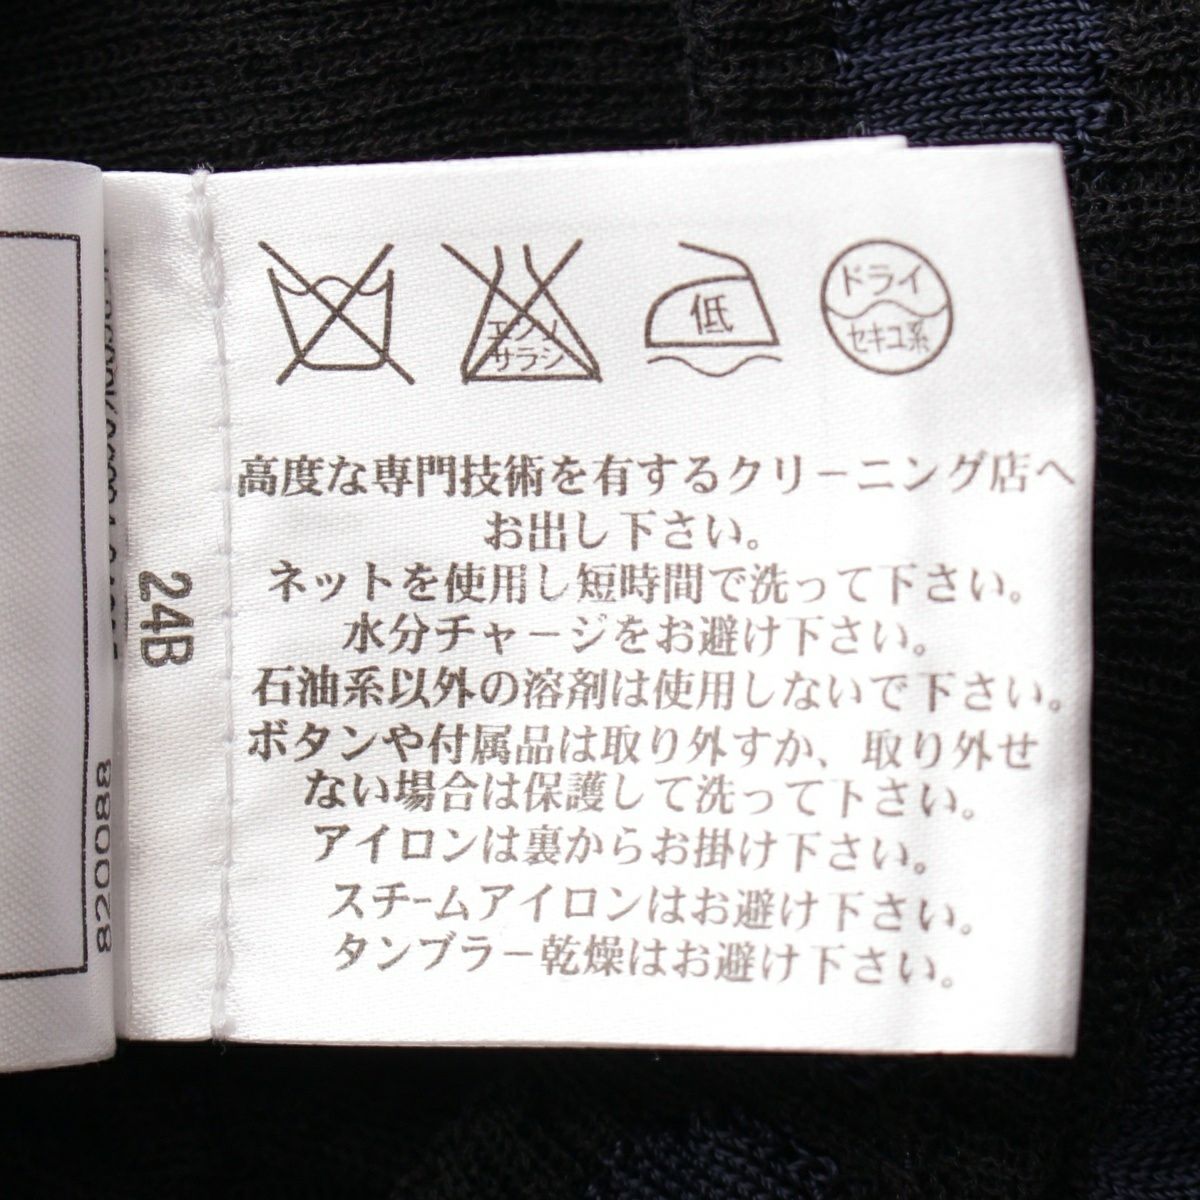 エンソ
サラシ
低
ドライ
セキユ系
高度な専門技術を有するクリーニング店へ
お出し下さい。
ネットを使用し短時間で洗って下さい。
水分チャージをお避け下さい。
石油系以外の溶剤は使用しないで下さい。
ボタンや付属品は取り外すか、取り外せ
ない場合は保護して洗って下さい。
アイロンは裏からお掛け下さい。
スチームアイロンはお避け下さい。
タンブラー乾燥はお避け下さい。
24B
820088